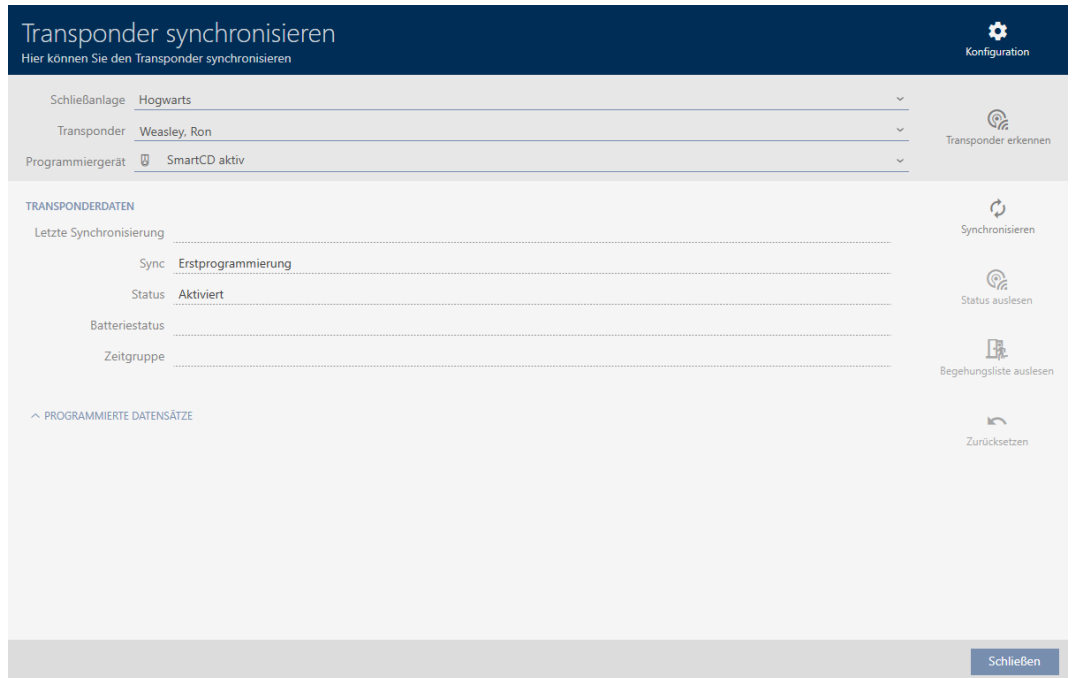 Transponder synchronisieren
Hier können Sie den Transponder synchronisieren
Konfiguration
Schließanlage Hogwarts
Transponder Weasley, Ron
Programmiergerät SmartCD aktiv
Transponder erkennen
TRANSPONDERDATEN
Letzte Synchronisierung
Sync Erstprogrammierung
Status Aktiviert
Batteriestatus
Zeitgruppe
PROGRAMMIERTE DATENSÄTZE
Synchronisieren
Status auslesen
Begehungsliste auslesen
Zurücksetzen
Schließen